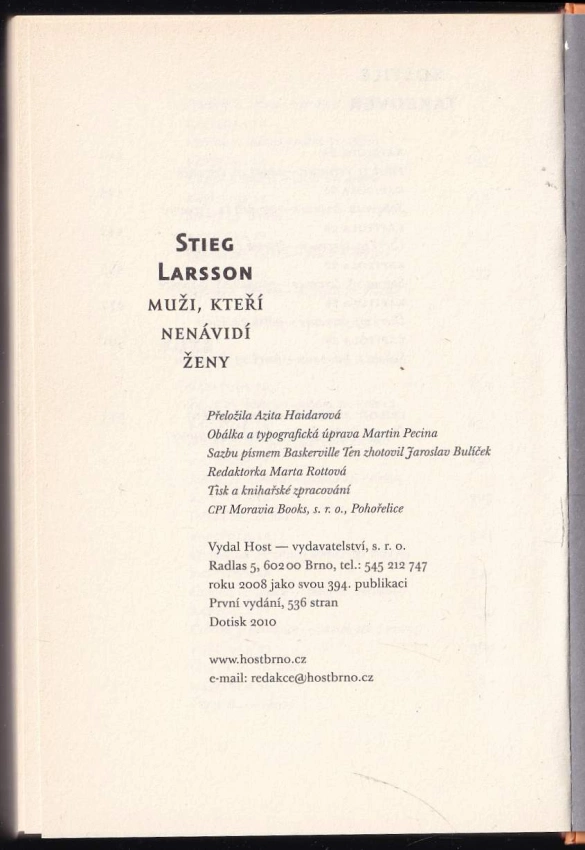 STIEG
LARSSON
MUŽI, KTEŘÍ
NENÁVIDÍ
ŽENY
Přeložila Azita Haidarová
Obálka a typografická úprava Martin Pecina
Sazbu písmem Baskerville Ten zhotovil Jaroslav Bulíček
Redaktorka Marta Rottová
Tisk a knihařské zpracování
CPI Moravia Books, s. r. o., Pohořelice
Vydal Host — vydavatelství, s. r. o.
Radlas 5, 602 00 Brno, tel.: 545 212 747
roku 2008 jako svou 394. publikaci
První vydání, 536 stran
Dotisk 2010
www.hostbrno.cz
e-mail: redakce@hostbrno.cz